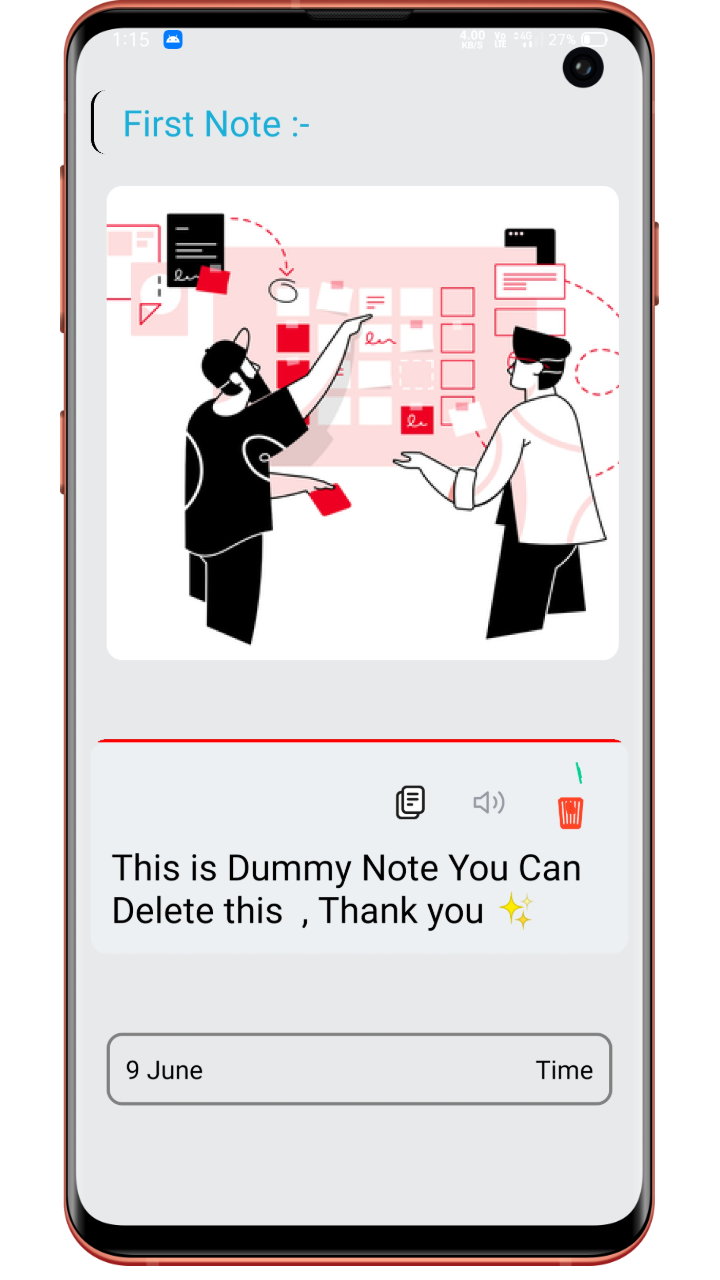 1:15 4.00 KB/S Vo LTE 4G 27%
First Note :-
This is Dummy Note You Can
Delete this , Thank you ✨
9 June Time